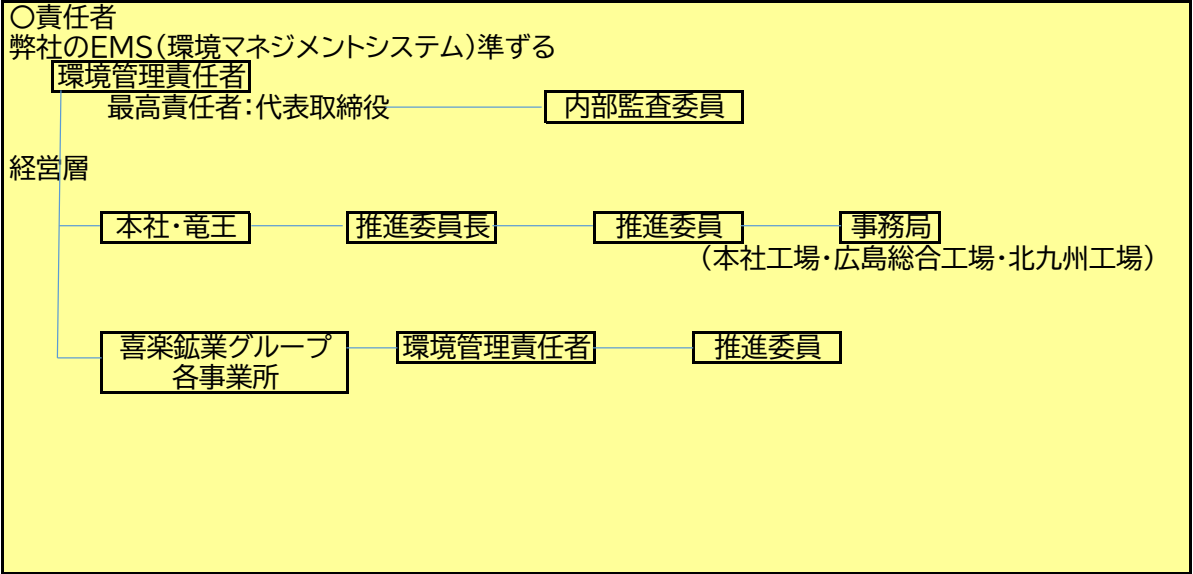 ○責任者
弊社のEMS(環境マネジメントシステム)準ずる
環境管理責任者
最高責任者:代表取締役 内部監査委員
経営層
本社・竜王 推進委員長 推進委員 事務局
(本社工場・広島総合工場・北九州工場)
喜楽鉱業グループ 環境管理責任者 推進委員
各事業所